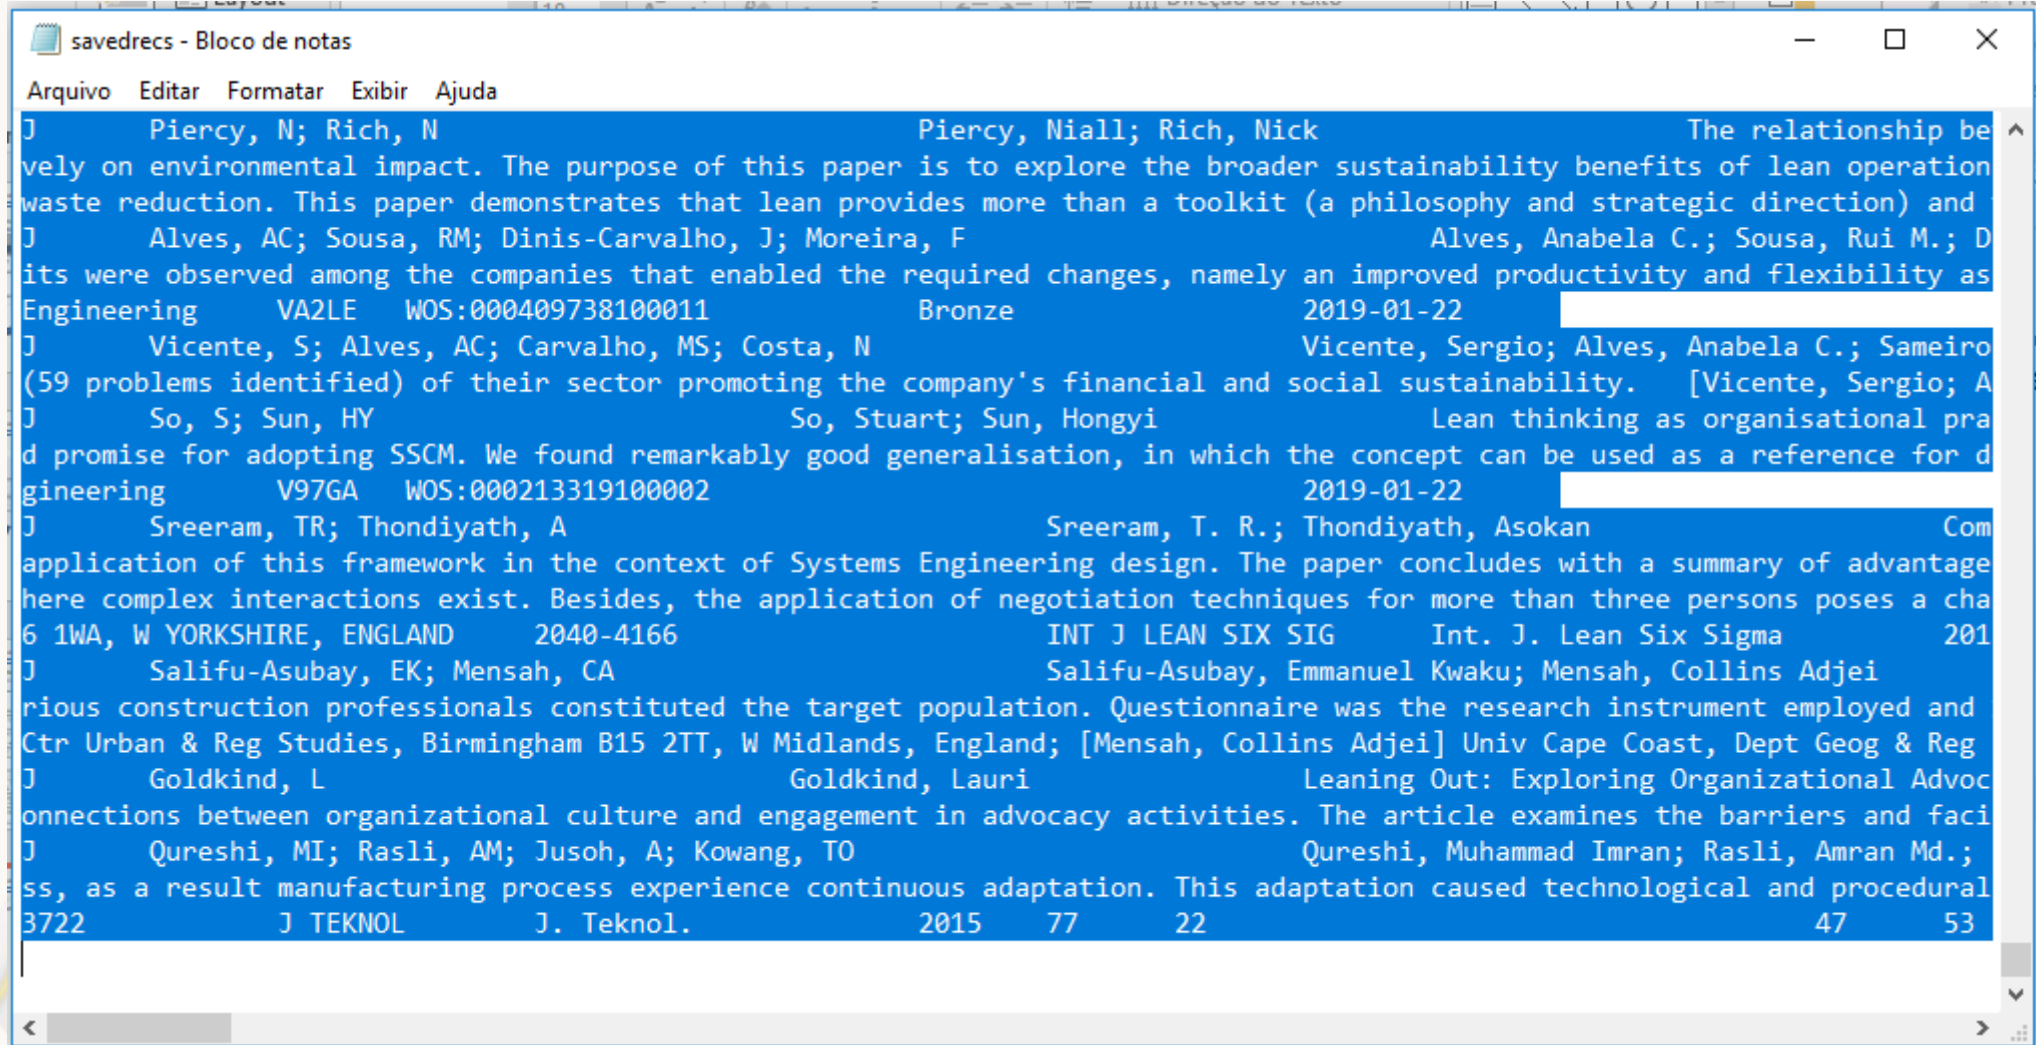 Layout
Direção do Texto
savedrecs - Bloco de notas
Arquivo Editar Formatar Exibir Ajuda
J Piercy, N; Rich, N Piercy, Niall; Rich, Nick The relationship be
vely on environmental impact. The purpose of this paper is to explore the broader sustainability benefits of lean operation
waste reduction. This paper demonstrates that lean provides more than a toolkit (a philosophy and strategic direction) and
J Alves, AC; Sousa, RM; Dinis-Carvalho, J; Moreira, F Alves, Anabela C.; Sousa, Rui M.; D
its were observed among the companies that enabled the required changes, namely an improved productivity and flexibility as
Engineering VA2LE WOS:000409738100011 Bronze 2019-01-22
J Vicente, S; Alves, AC; Carvalho, MS; Costa, N Vicente, Sergio; Alves, Anabela C.; Sameiro
(59 problems identified) of their sector promoting the company's financial and social sustainability. [Vicente, Sergio; A
J So, S; Sun, HY So, Stuart; Sun, Hongyi Lean thinking as organisational pra
d promise for adopting SSCM. We found remarkably good generalisation, in which the concept can be used as a reference for d
gineering V97GA WOS:000213319100002 2019-01-22
J Sreeram, TR; Thondiyath, A Sreeram, T. R.; Thondiyath, Asokan Com
application of this framework in the context of Systems Engineering design. The paper concludes with a summary of advantage
here complex interactions exist. Besides, the application of negotiation techniques for more than three persons poses a cha
6 1WA, W YORKSHIRE, ENGLAND 2040-4166 INT J LEAN SIX SIG Int. J. Lean Six Sigma 201
J Salifu-Asubay, EK; Mensah, CA Salifu-Asubay, Emmanuel Kwaku; Mensah, Collins Adjei
rious construction professionals constituted the target population. Questionnaire was the research instrument employed and
Ctr Urban & Reg Studies, Birmingham B15 2TT, W Midlands, England; [Mensah, Collins Adjei] Univ Cape Coast, Dept Geog & Reg
J Goldkind, L Goldkind, Lauri Leaning Out: Exploring Organizational Advoc
onnections between organizational culture and engagement in advocacy activities. The article examines the barriers and faci
J Qureshi, MI; Rasli, AM; Jusoh, A; Kowang, TO Qureshi, Muhammad Imran; Rasli, Amran Md.;
ss, as a result manufacturing process experience continuous adaptation. This adaptation caused technological and procedural
3722 J TEKNOL J. Teknol. 2015 77 22 47 53